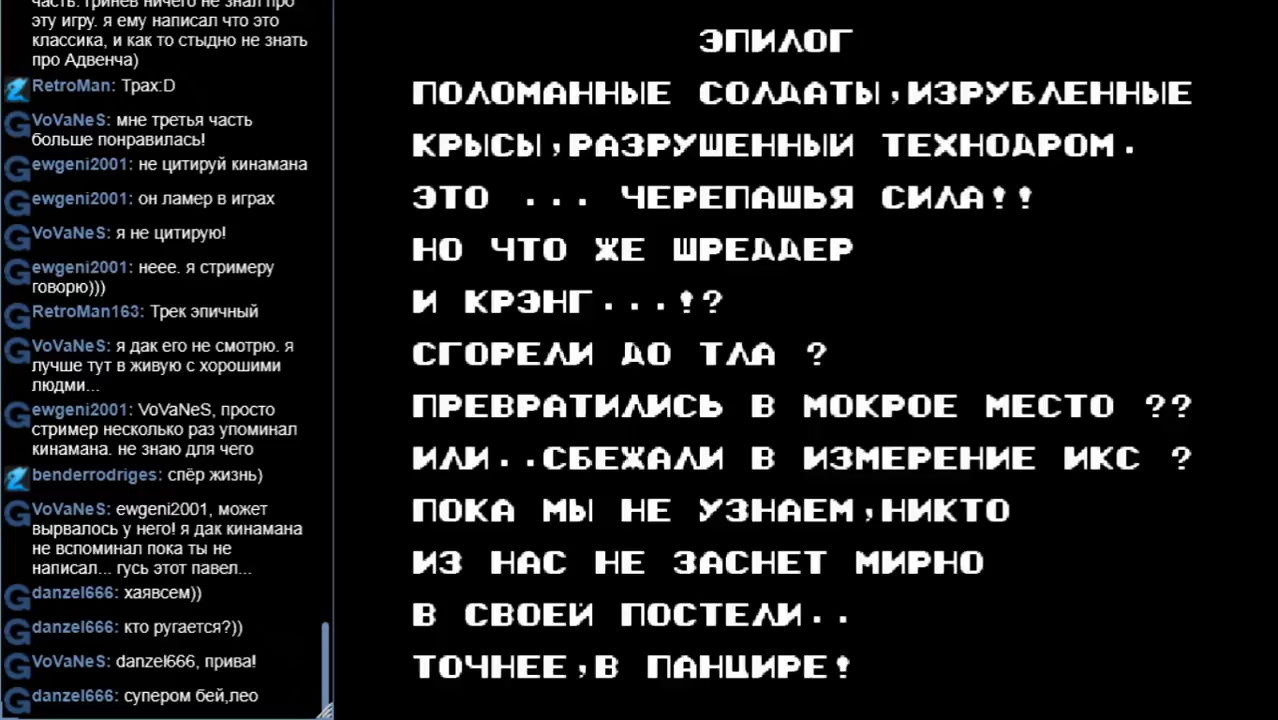 часть. Гринев ничего не знал про
эту игру. я ему написал что это
классика, и как то стыдно не знать
про Адвенча)
RetroMan: Трах:D
VoVaNeS: мне третья часть
больше понравилась!
ewgeni2001: не цитируй кинамана
ewgeni2001: он ламер в играх
VoVaNeS: я не цитирую!
ewgeni2001: неее. я стримеру
говорю)))
RetroMan163: Трек эпичный
VoVaNeS: я дак его не смотрю. я
лучше тут в живую с хорошими
людми...
ewgeni2001: VoVaNeS, просто
стример несколько раз упоминал
кинамана. не знаю для чего
benderrodriges: спёр жизнь)
VoVaNeS: ewgeni2001, может
вырвалось у него! я дак кинамана
не вспоминал пока ты не
написал... гусь этот павел...
danzel666: хаявсем))
danzel666: кто ругается?))
VoVaNeS: danzel666, прива!
danzel666: супером бей,лео
ЭПИЛОГ
ПОЛОМАННЫЕ СОЛДАТЫ,ИЗРУБЛЕННЫЕ
КРЫСЫ,РАЗРУШЕННЫЙ ТЕХНОДРОМ.
ЭТО ... ЧЕРЕПАШЬЯ СИЛА!!
НО ЧТО ЖЕ ШРЕДДЕР
И КРЭНГ...!?
СГОРЕЛИ ДО ТЛА ?
ПРЕВРАТИЛИСЬ В МОКРОЕ МЕСТО ??
ИЛИ..СБЕЖАЛИ В ИЗМЕРЕНИЕ ИКС ?
ПОКА МЫ НЕ УЗНАЕМ,НИКТО
ИЗ НАС НЕ ЗАСНЕТ МИРНО
В СВОЕЙ ПОСТЕЛИ..
ТОЧНЕЕ,В ПАНЦИРЕ!